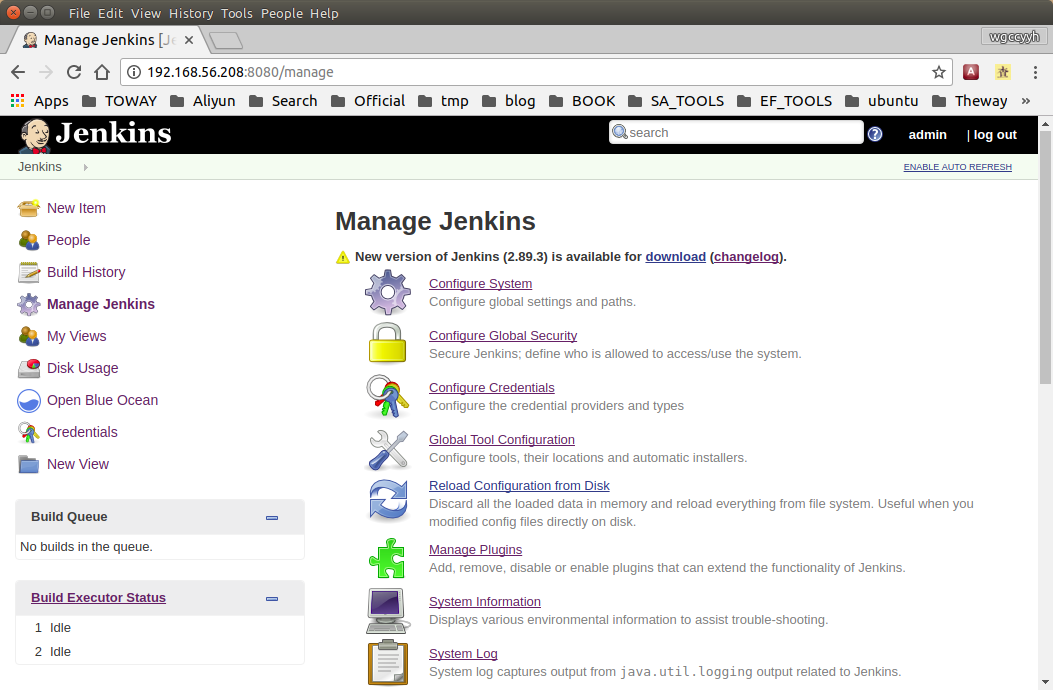 File Edit View History Tools People Help
Manage Jenkins [Je
wgccyyh
192.168.56.208:8080/manage
Apps TOWAY Aliyun Search Official tmp blog BOOK SA_TOOLS EF_TOOLS ubuntu Theway »
Jenkins
search
admin | log out
Jenkins
ENABLE AUTO REFRESH
New Item
People
Build History
Manage Jenkins
My Views
Disk Usage
Open Blue Ocean
Credentials
New View
Build Queue
No builds in the queue.
Build Executor Status
1 Idle
2 Idle
Manage Jenkins
New version of Jenkins (2.89.3) is available for download (changelog).
Configure System
Configure global settings and paths.
Configure Global Security
Secure Jenkins; define who is allowed to access/use the system.
Configure Credentials
Configure the credential providers and types
Global Tool Configuration
Configure tools, their locations and automatic installers.
Reload Configuration from Disk
Discard all the loaded data in memory and reload everything from file system. Useful when you
modified config files directly on disk.
Manage Plugins
Add, remove, disable or enable plugins that can extend the functionality of Jenkins.
System Information
Displays various environmental information to assist trouble-shooting.
System Log
System log captures output from java.util.logging output related to Jenkins.